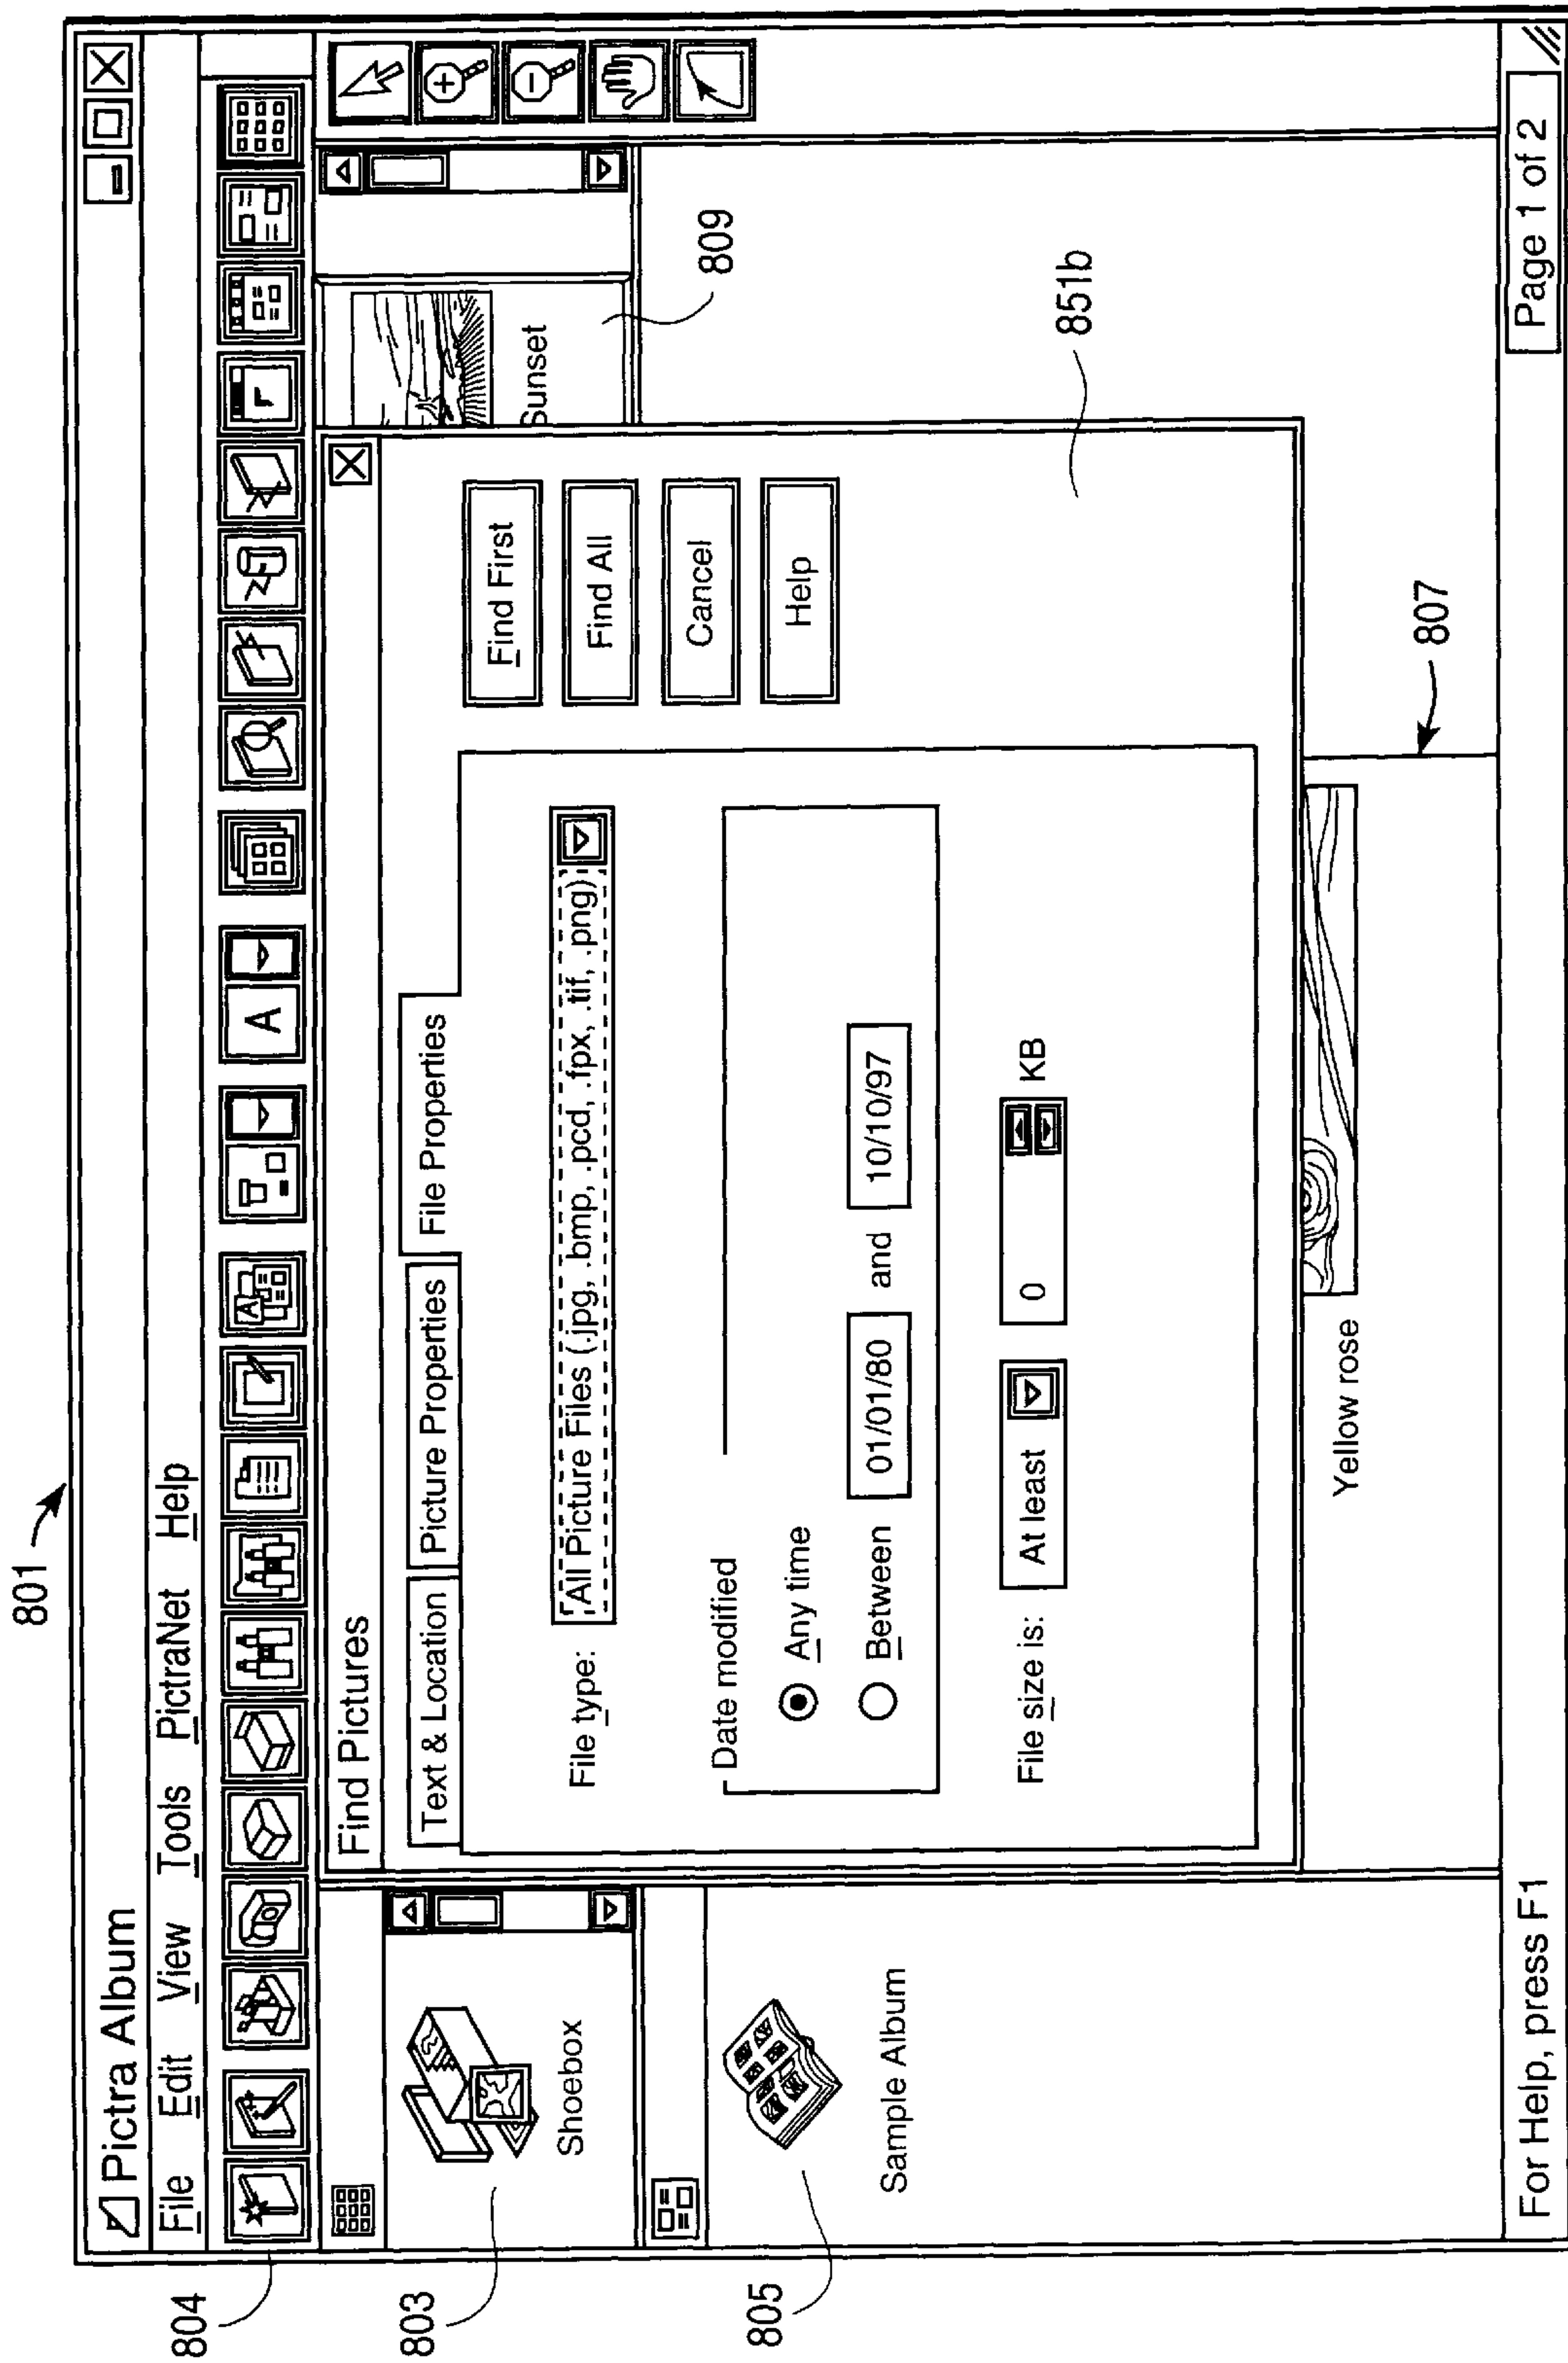 801
Pictra Album
File Edit View Tools PictraNet Help
A
A
804
Find Pictures
Text & Location
Picture Properties
File Properties
File type:
All Picture Files (.jpg, .bmp, .pcd, .fpx, .tif, .png)
Date modified
Any time
Between
01/01/80
and
10/10/97
File size is:
At least
0
KB
Find First
Find All
Cancel
Help
Sunset
809
851b
Shoebox
803
Sample Album
805
Yellow rose
807
For Help, press F1
Page 1 of 2